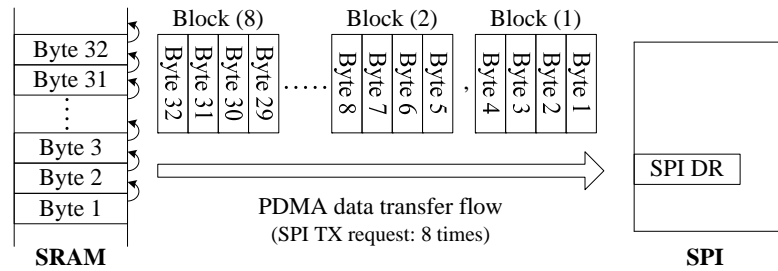 Block (8)
Block (2)
Block (1)
Byte 32
Byte 31
Byte 3
Byte 2
Byte 1
SRAM
Byte 32
Byte 31
Byte 30
Byte 29
.....
Byte 8
Byte 7
Byte 6
Byte 5
,
Byte 4
Byte 3
Byte 2
Byte 1
PDMA data transfer flow
(SPI TX request: 8 times)
SPI DR
SPI